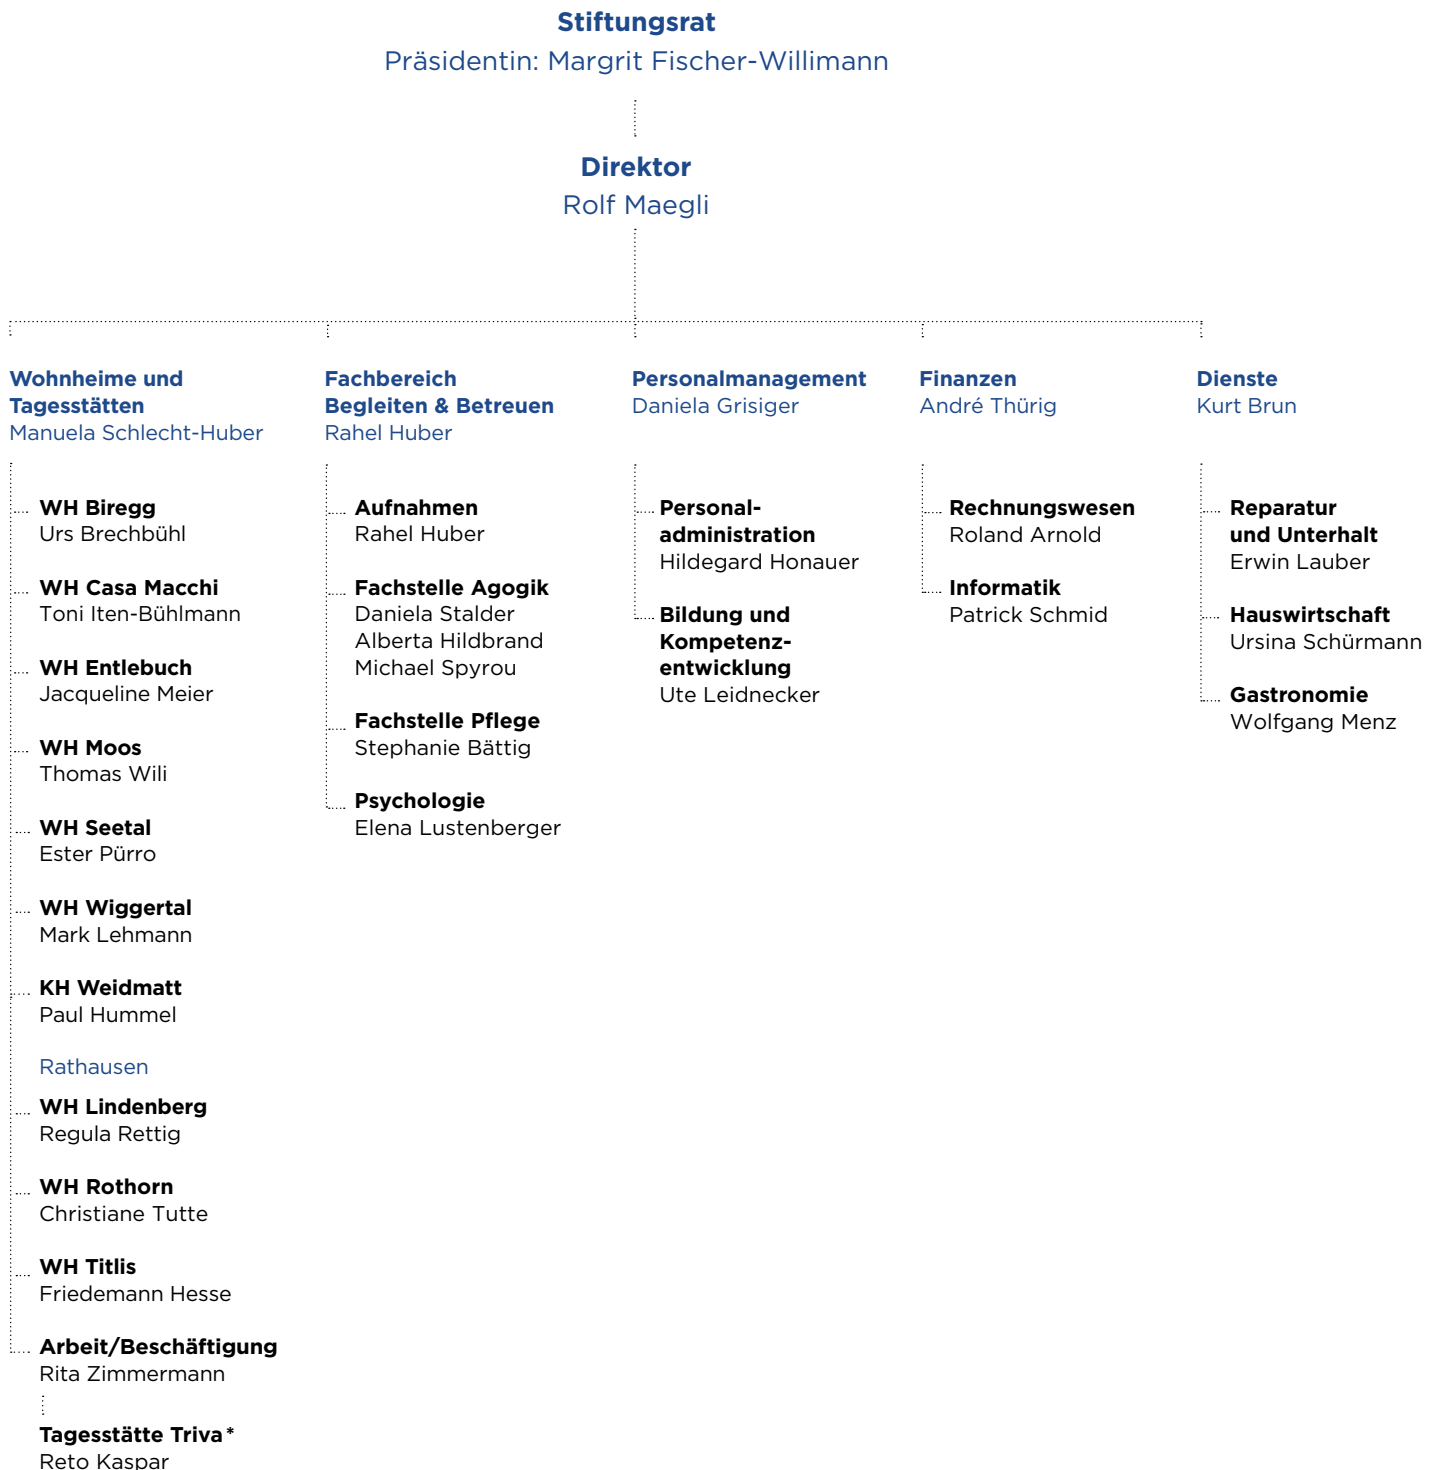 Stiftungsrat
Präsidentin: Margrit Fischer-Willimann
Direktor
Rolf Maegli
Wohnheime und
Tagesstätten
Manuela Schlecht-Huber
WH Biregg
Urs Brechbühl
WH Casa Macchi
Toni Iten-Bühlmann
WH Entlebuch
Jacqueline Meier
WH Moos
Thomas Wili
WH Seetal
Ester Pürro
WH Wiggertal
Mark Lehmann
KH Weidmatt
Paul Hummel
Rathausen
WH Lindenberg
Regula Rettig
WH Rothorn
Christiane Tutte
WH Titlis
Friedemann Hesse
Arbeit/Beschäftigung
Rita Zimmermann
Tagesstätte Triva*
Reto Kaspar
Fachbereich
Begleiten & Betreuen
Rahel Huber
Aufnahmen
Rahel Huber
Fachstelle Agogik
Daniela Stalder
Alberta Hildbrand
Michael Spyrou
Fachstelle Pflege
Stephanie Bättig
Psychologie
Elena Lustenberger
Personalmanagement
Daniela Grisiger
Personal-
administration
Hildegard Honauer
Bildung und
Kompetenz-
entwicklung
Ute Leidnecker
Finanzen
André Thürig
Rechnungswesen
Roland Arnold
Informatik
Patrick Schmid
Dienste
Kurt Brun
Reparatur
und Unterhalt
Erwin Lauber
Hauswirtschaft
Ursina Schürmann
Gastronomie
Wolfgang Menz